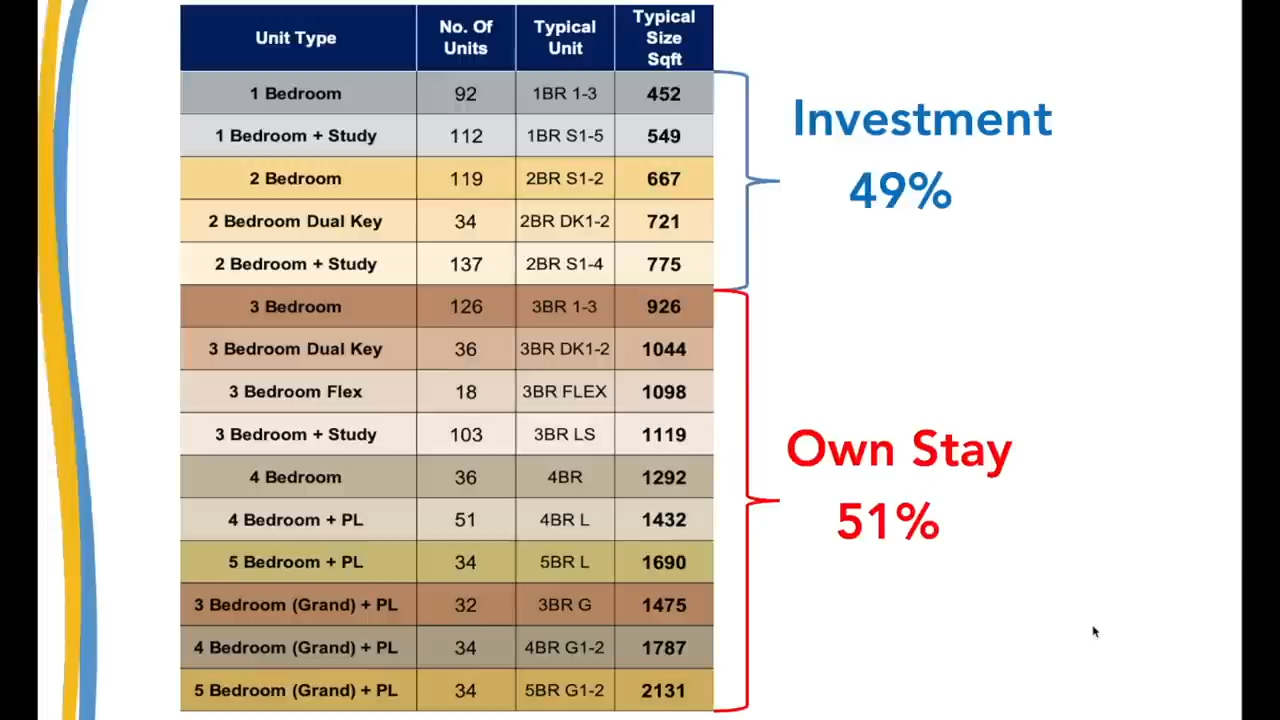 Unit Type No. Of Units Typical Unit Typical Size Sqft
1 Bedroom 92 1BR 1-3 452
1 Bedroom + Study 112 1BR S1-5 549
2 Bedroom 119 2BR S1-2 667
2 Bedroom Dual Key 34 2BR DK1-2 721
2 Bedroom + Study 137 2BR S1-4 775
3 Bedroom 126 3BR 1-3 926
3 Bedroom Dual Key 36 3BR DK1-2 1044
3 Bedroom Flex 18 3BR FLEX 1098
3 Bedroom + Study 103 3BR LS 1119
4 Bedroom 36 4BR 1292
4 Bedroom + PL 51 4BR L 1432
5 Bedroom + PL 34 5BR L 1690
3 Bedroom (Grand) + PL 32 3BR G 1475
4 Bedroom (Grand) + PL 34 4BR G1-2 1787
5 Bedroom (Grand) + PL 34 5BR G1-2 2131
Investment
49%
Own Stay
51%